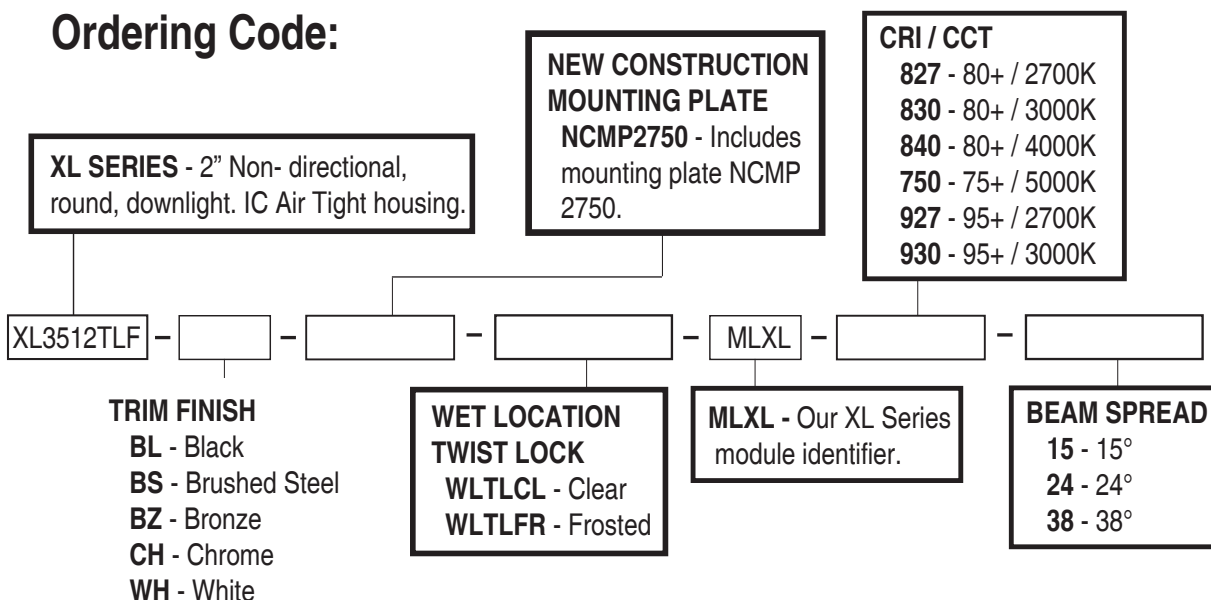 Ordering Code:
XL SERIES - 2” Non- directional,
round, downlight. IC Air Tight housing.
NEW CONSTRUCTION
MOUNTING PLATE
NCMP2750 - Includes
mounting plate NCMP
2750.
CRI / CCT
827 - 80+ / 2700K
830 - 80+ / 3000K
840 - 80+ / 4000K
750 - 75+ / 5000K
927 - 95+ / 2700K
930 - 95+ / 3000K
XL3512TLF – – – – MLXL – –
TRIM FINISH
BL - Black
BS - Brushed Steel
BZ - Bronze
CH - Chrome
WH - White
WET LOCATION
TWIST LOCK
WLTLCL - Clear
WLTLFR - Frosted
MLXL - Our XL Series
module identifier.
BEAM SPREAD
15 - 15°
24 - 24°
38 - 38°